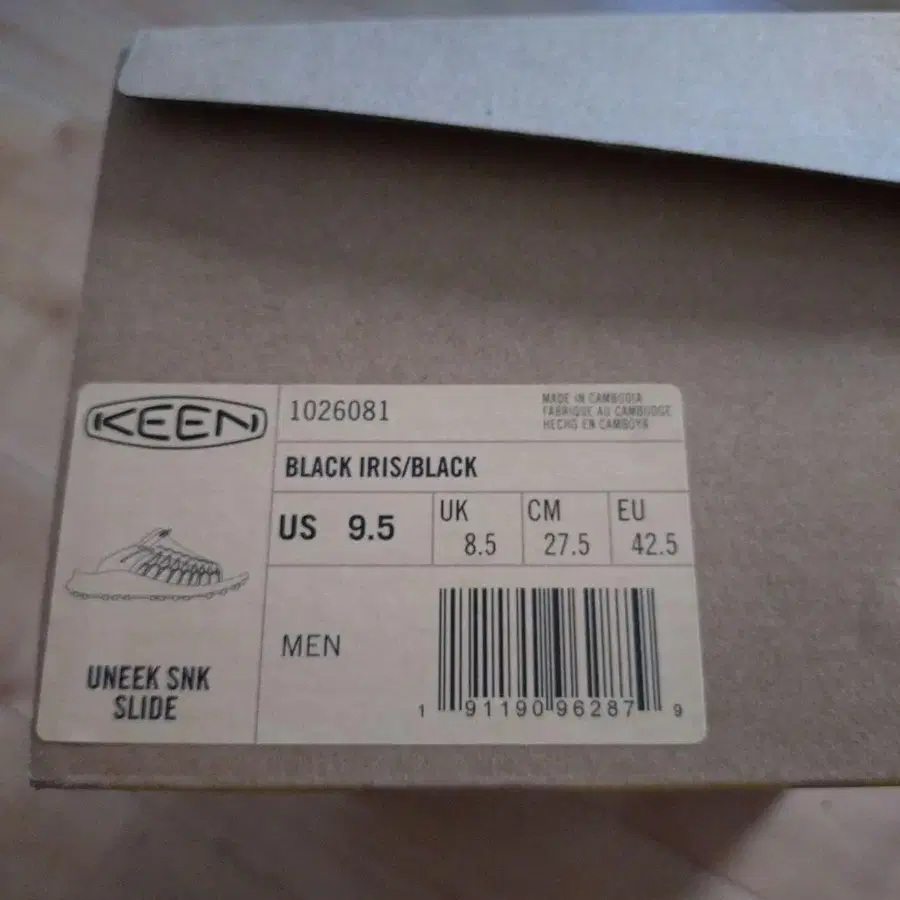 KEEN
1026081
MADE IN CAMBODIA
FABRIQUE AU CAMBODGE
HECHO EN CAMBOYA
BLACK IRIS/BLACK
US 9.5
UK 8.5
CM 27.5
EU 42.5
MEN
UNEEK SNK
SLIDE
1 91190 96287 9